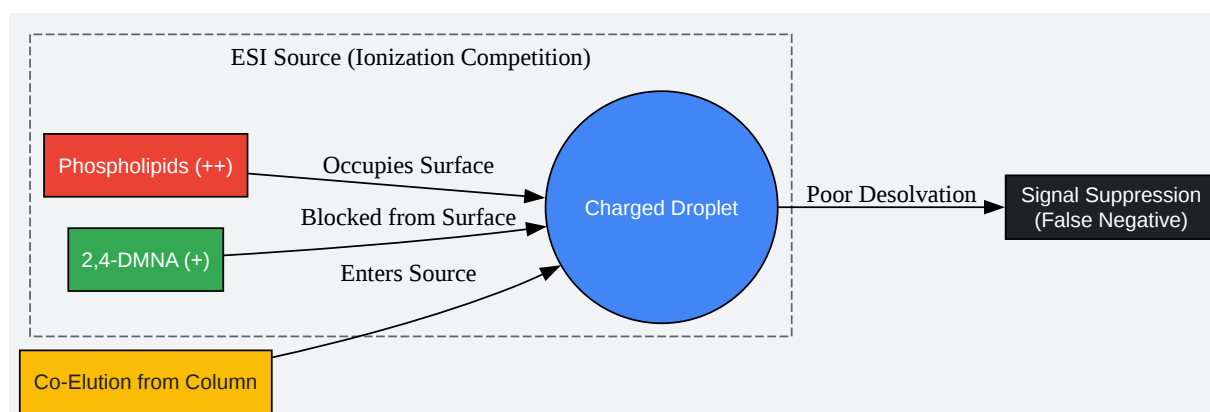 ESI Source (Ionization Competition)
Phospholipids (++)
Occupies Surface
Blocked from Surface
2,4-DMNA (+)
Enters Source
Charged Droplet
Poor Desolvation
Signal Suppression
(False Negative)
Co-Elution from Column